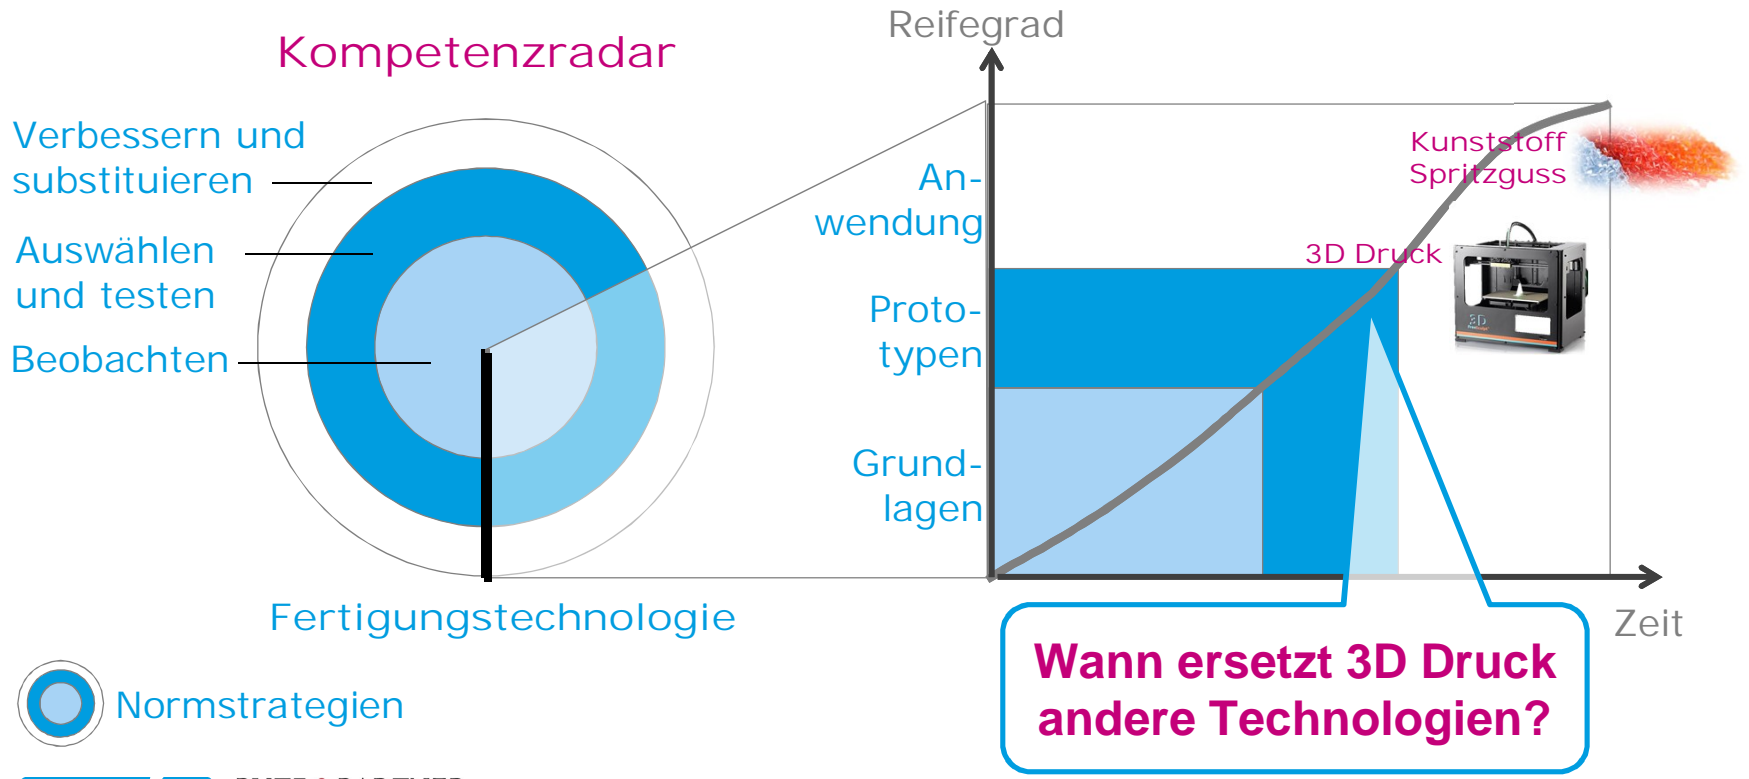 Kompetenzradar
Verbessern und
substituieren
Auswählen
und testen
Beobachten
Fertigungstechnologie
Normstrategien
Reifegrad
An-
wendung
Proto-
typen
Grund-
lagen
Kunststoff
Spritzguss
3D Druck
3D
Zeit
Wann ersetzt 3D Druck
andere Technologien?